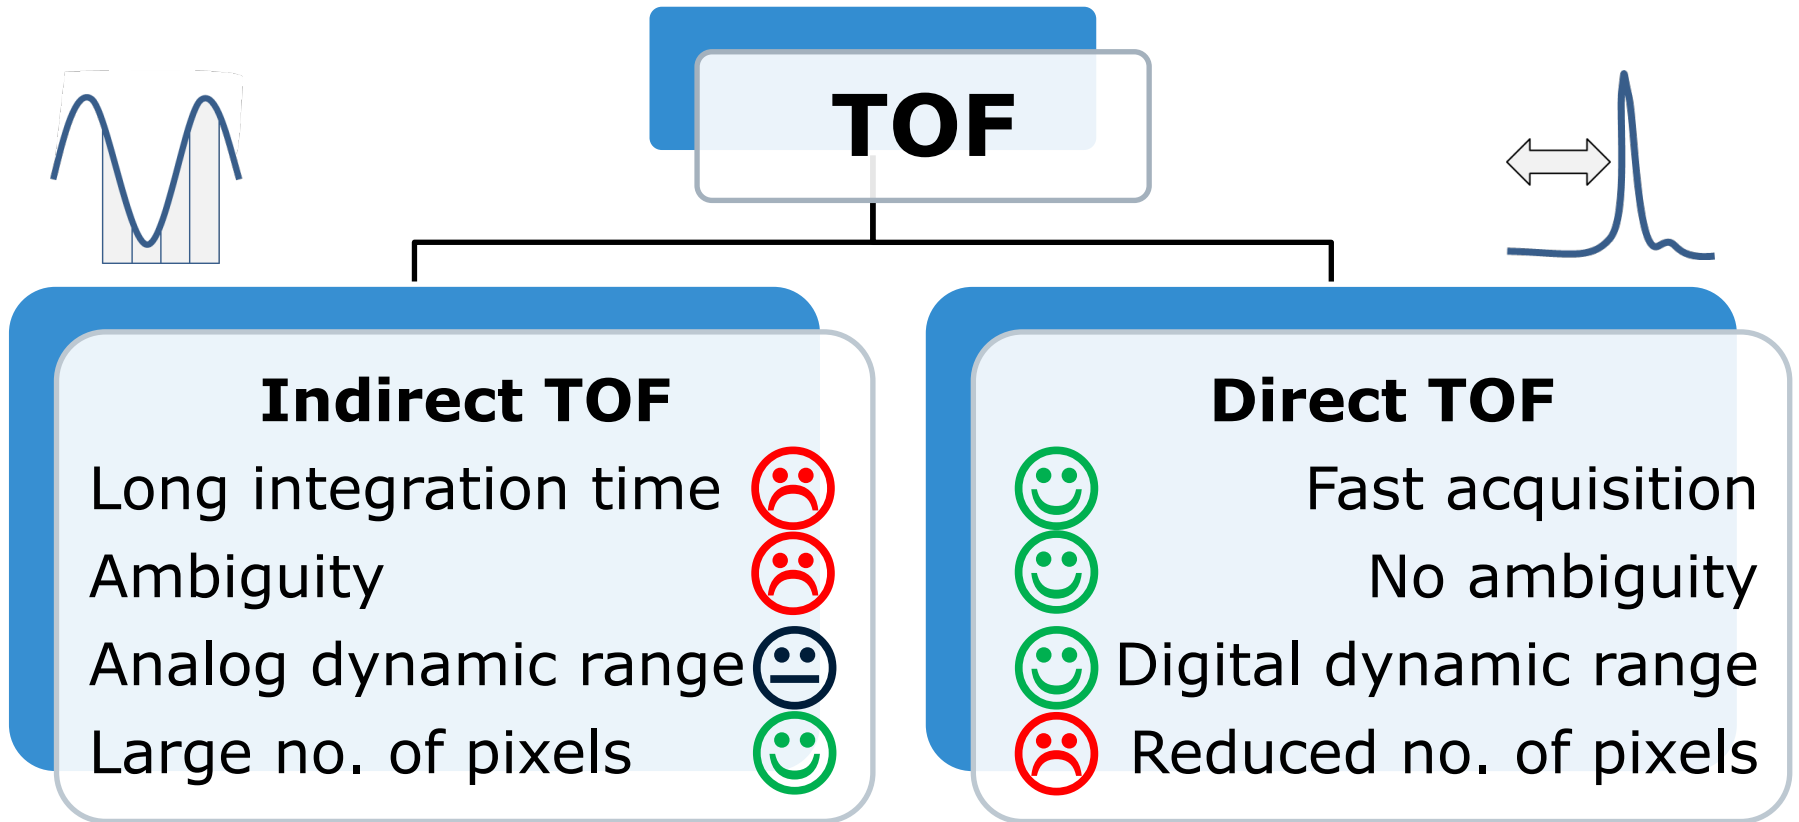 TOF
Indirect TOF
Long integration time
Ambiguity
Analog dynamic range
Large no. of pixels
Direct TOF
Fast acquisition
No ambiguity
Digital dynamic range
Reduced no. of pixels